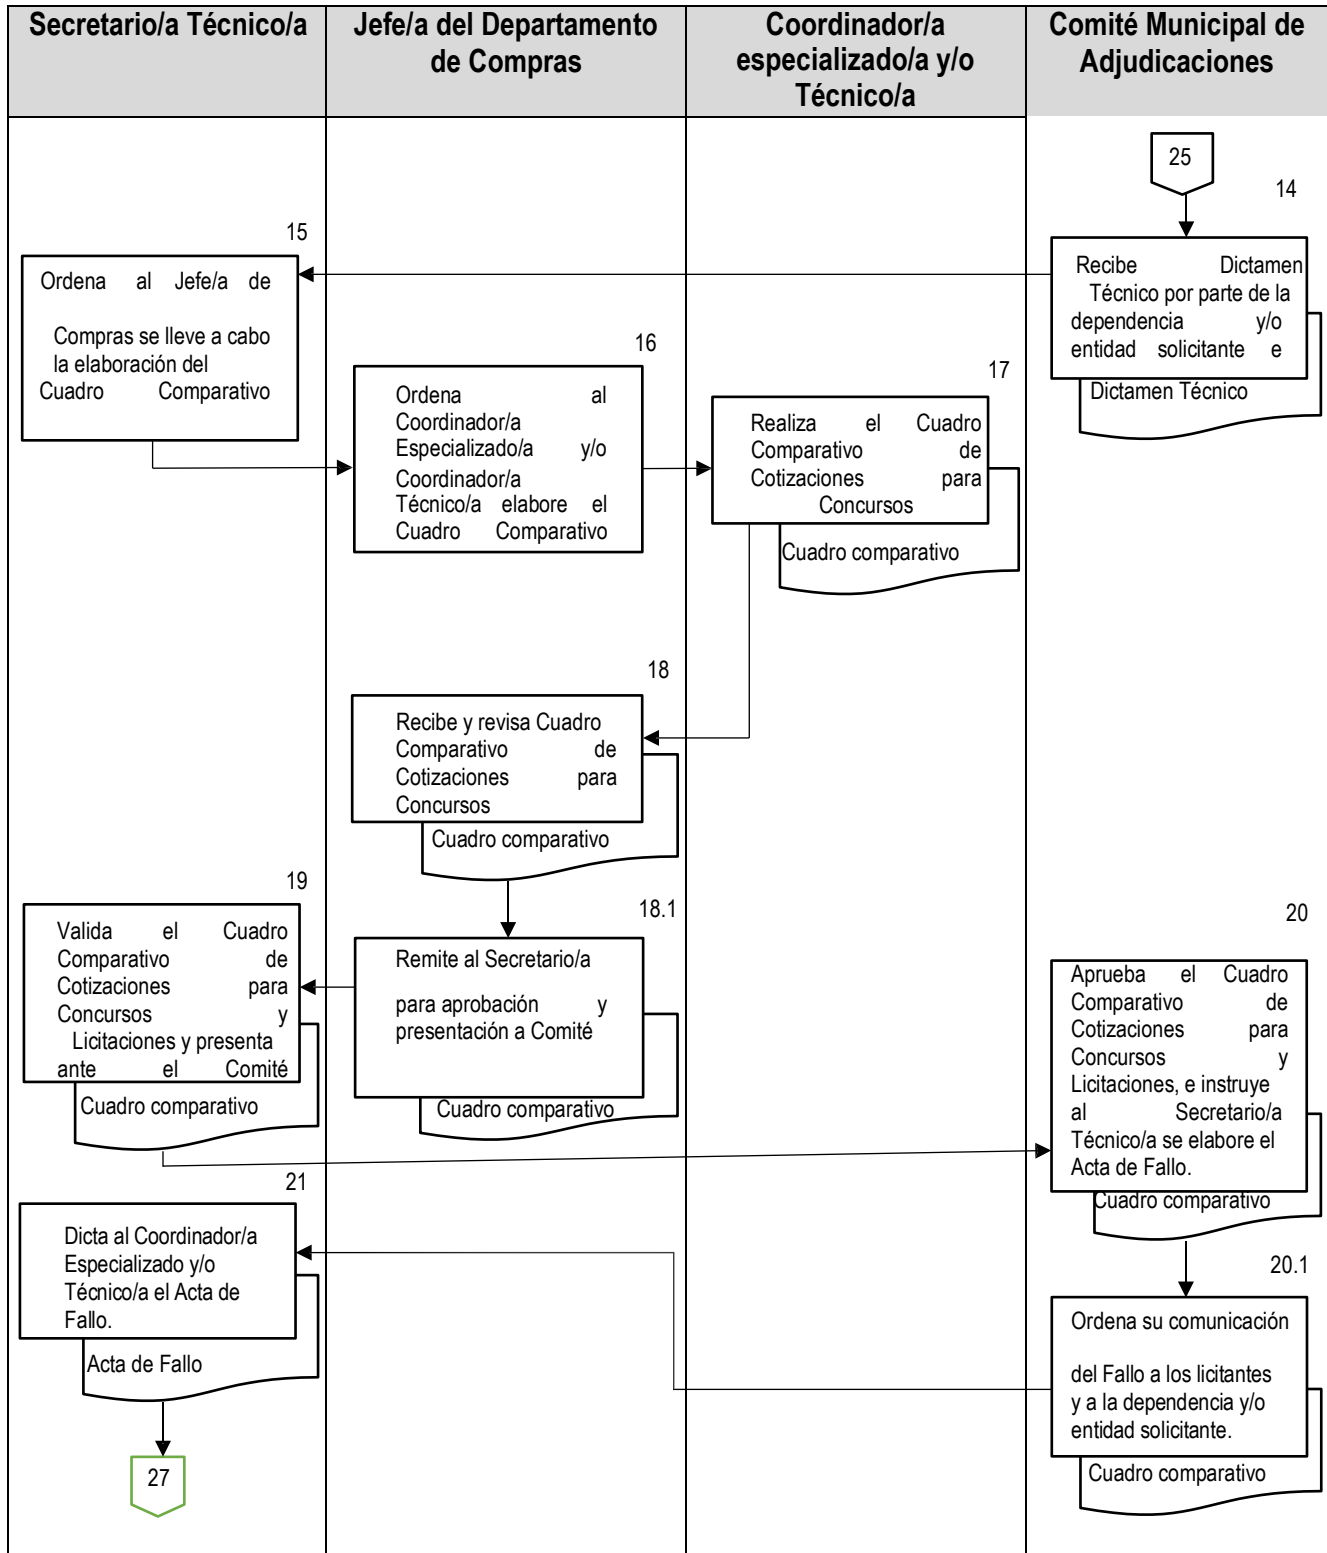 Secretario/a Técnico/a
Jefe/a del Departamento
de Compras
Coordinador/a
especializado/a y/o
Técnico/a
Comité Municipal de
Adjudicaciones
25
14
Recibe Dictamen
Técnico por parte de la
dependencia y/o
entidad solicitante e
Dictamen Técnico
15
Ordena al Jefe/a de
Compras se lleve a cabo
la elaboración del
Cuadro Comparativo
16
Ordena al
Coordinador/a
Especializado/a y/o
Coordinador/a
Técnico/a elabore el
Cuadro Comparativo
17
Realiza el Cuadro
Comparativo de
Cotizaciones para
Concursos
Cuadro comparativo
18
Recibe y revisa Cuadro
Comparativo de
Cotizaciones para
Concursos
Cuadro comparativo
18.1
Remite al Secretario/a
para aprobación y
presentación a Comité
Cuadro comparativo
19
Valida el Cuadro
Comparativo de
Cotizaciones para
Concursos y
Licitaciones y presenta
ante el Comité
Cuadro comparativo
20
Aprueba el Cuadro
Comparativo de
Cotizaciones para
Concursos y
Licitaciones, e instruye
al Secretario/a
Técnico/a se elabore el
Acta de Fallo.
Cuadro comparativo
20.1
Ordena su comunicación
del Fallo a los licitantes
y a la dependencia y/o
entidad solicitante.
Cuadro comparativo
21
Dicta al Coordinador/a
Especializado y/o
Técnico/a el Acta de
Fallo.
Acta de Fallo
27